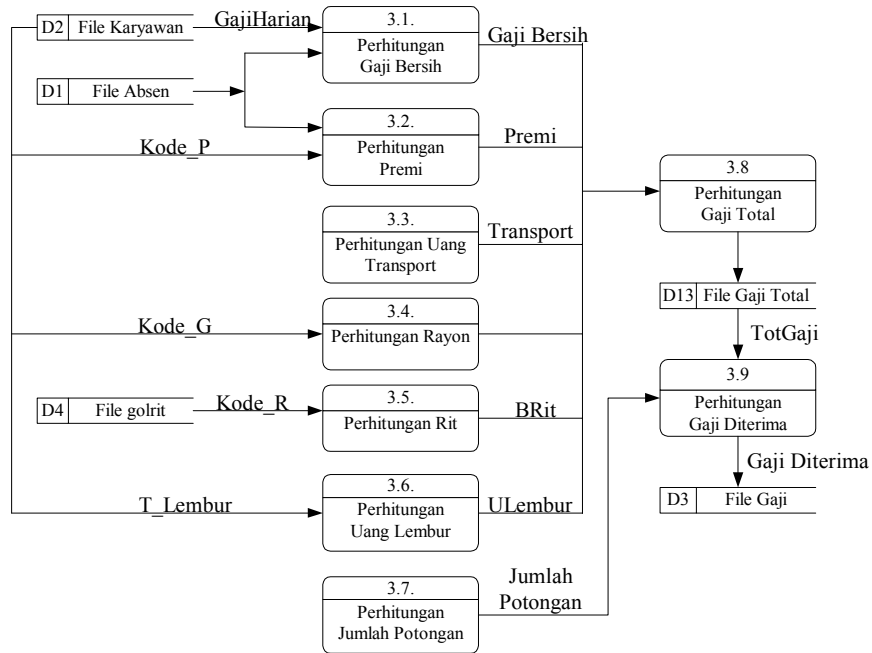 D2 File Karyawan
GajiHarian
3.1.
Perhitungan
Gaji Bersih
Gaji Bersih
D1 File Absen
3.2.
Perhitungan
Premi
Kode_P
Premi
3.8
Perhitungan
Gaji Total
3.3.
Perhitungan Uang
Transport
Transport
D13 File Gaji Total
3.4.
Perhitungan Rayon
Kode_G
TotGaji
3.9
Perhitungan
Gaji Diterima
D4 File golrit
Kode_R
3.5.
Perhitungan Rit
BRit
Gaji Diterima
D3 File Gaji
T_Lembur
3.6.
Perhitungan
Uang Lembur
ULembur
3.7.
Perhitungan
Jumlah Potongan
Jumlah
Potongan